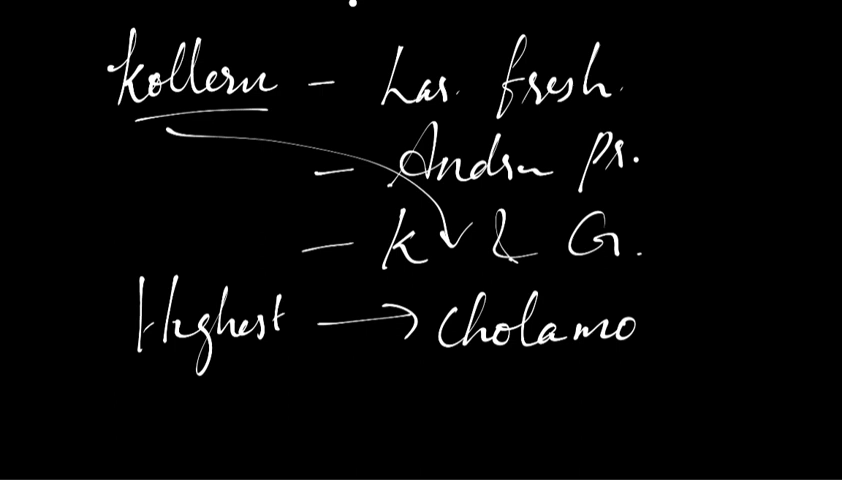 Kolleru - Lar. fresh.
- Andra Pr.
- K & G.
Highest → Cholamo